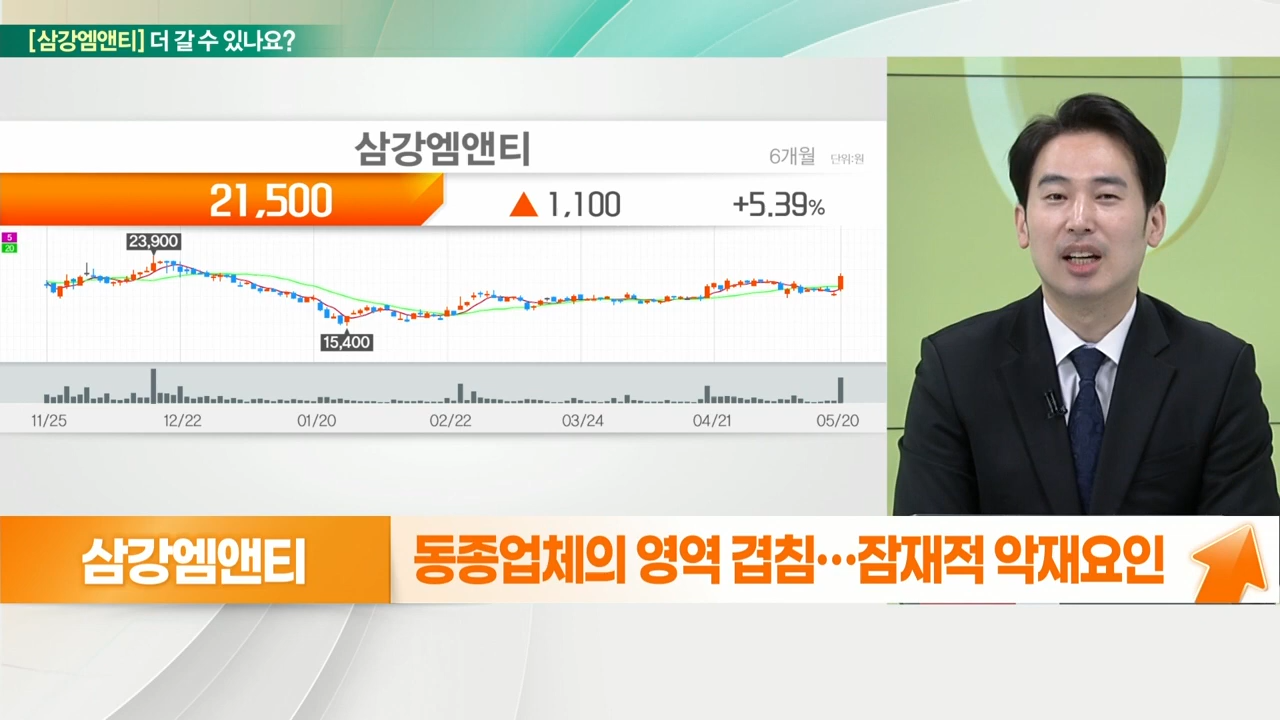 [삼강엠앤티] 더 갈 수 있나요?
삼강엠앤티
6개월 단위:원
21,500 ▲ 1,100 +5.39%
5
20
23,900
15,400
11/25 12/22 01/20 02/22 03/24 04/21 05/20
삼강엠앤티
동종업체의 영역 겹침…잠재적 악재요인